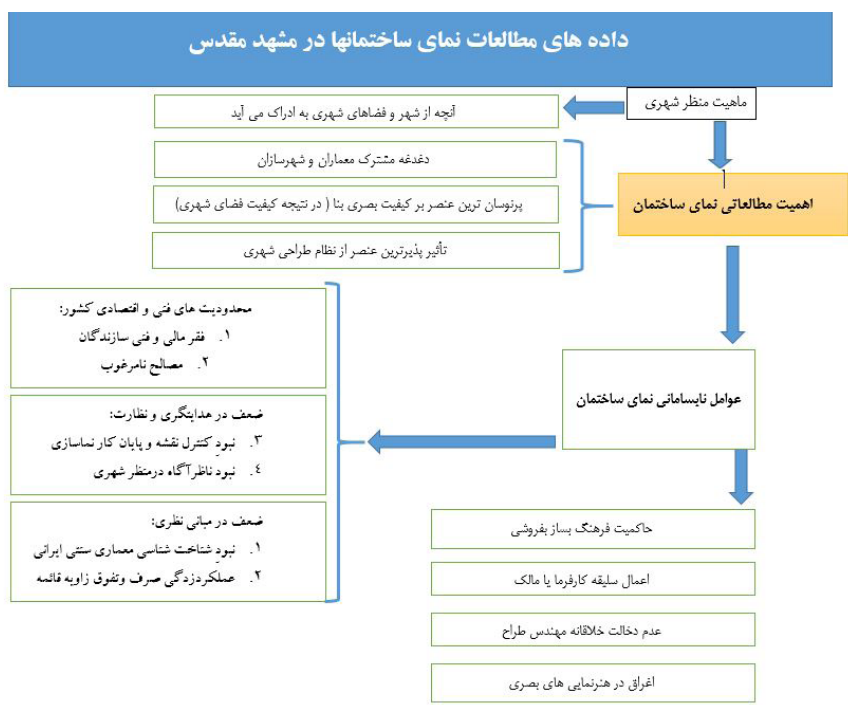 داده های مطالعات نمای ساختمانها در مشهد مقدس
ماهیت منظر شهری
آنچه از شهر و فضاهای شهری به ادراک می آید
اهمیت مطالعاتی نمای ساختمان
دغدغه مشترک معماران و شهرسازان
پرنوسان ترین عنصر بر کیفیت بصری بنا ( در نتیجه کیفیت فضای شهری)
تأثیر پذیرترین عنصر از نظام طراحی شهری
عوامل نابسامانی نمای ساختمان
محدودیت های فنی و اقتصادی کشور:
۱. فقر مالی و فنی سازندگان
۲. مصالح نامرغوب
ضعف در هدایتگری و نظارت:
۳. نبودِ کنترل نقشه و پایان کار نماسازی
٤. نبود ناظرآگاه درمنظر شهری
ضعف در مبانی نظری:
۱. نبودِ شناخت شناسی معماری سنتی ایرانی
۲. عملکردزدگی صرف وتفوق زاویه قائمه
حاکمیت فرهنگ بساز بفروشی
اعمال سلیقه کارفرما یا مالک
عدم دخالت خلاقانه مهندس طراح
اغراق در هنرنمایی های بصری